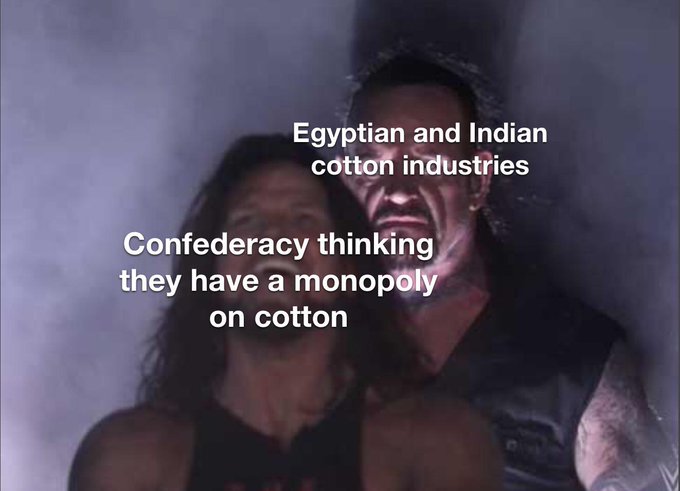 Egyptian and Indian
cotton industries
Confederacy thinking
they have a monopoly
on cotton